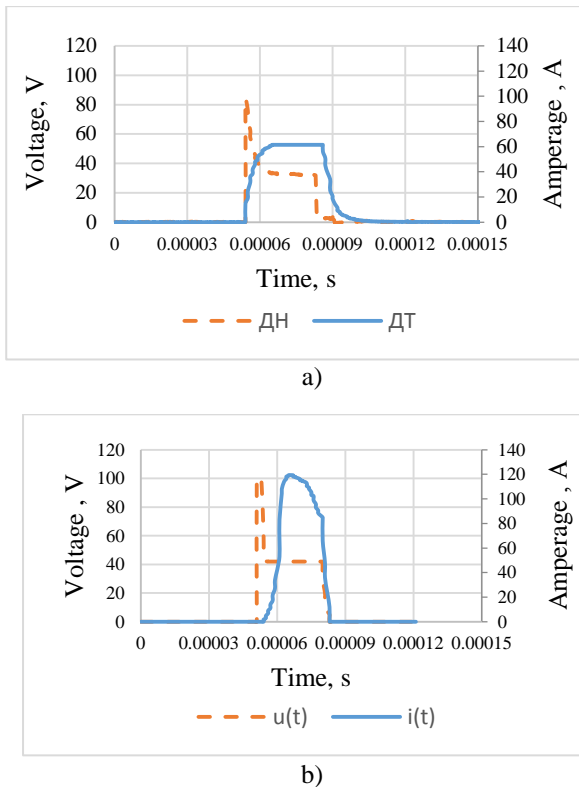 120 140
100 120
80 100
60 80
40 60
20 40
0 20
0
Voltage, V
Amperage , A
0 0.00003 0.00006 0.00009 0.00012 0.00015
Time, s
ДН ДТ
a)
120 140
100 120
80 100
60 80
40 60
20 40
0 20
0
Voltage , V
Amperage , A
0 0.00003 0.00006 0.00009 0.00012 0.00015
Time, s
u(t) i(t)
b)